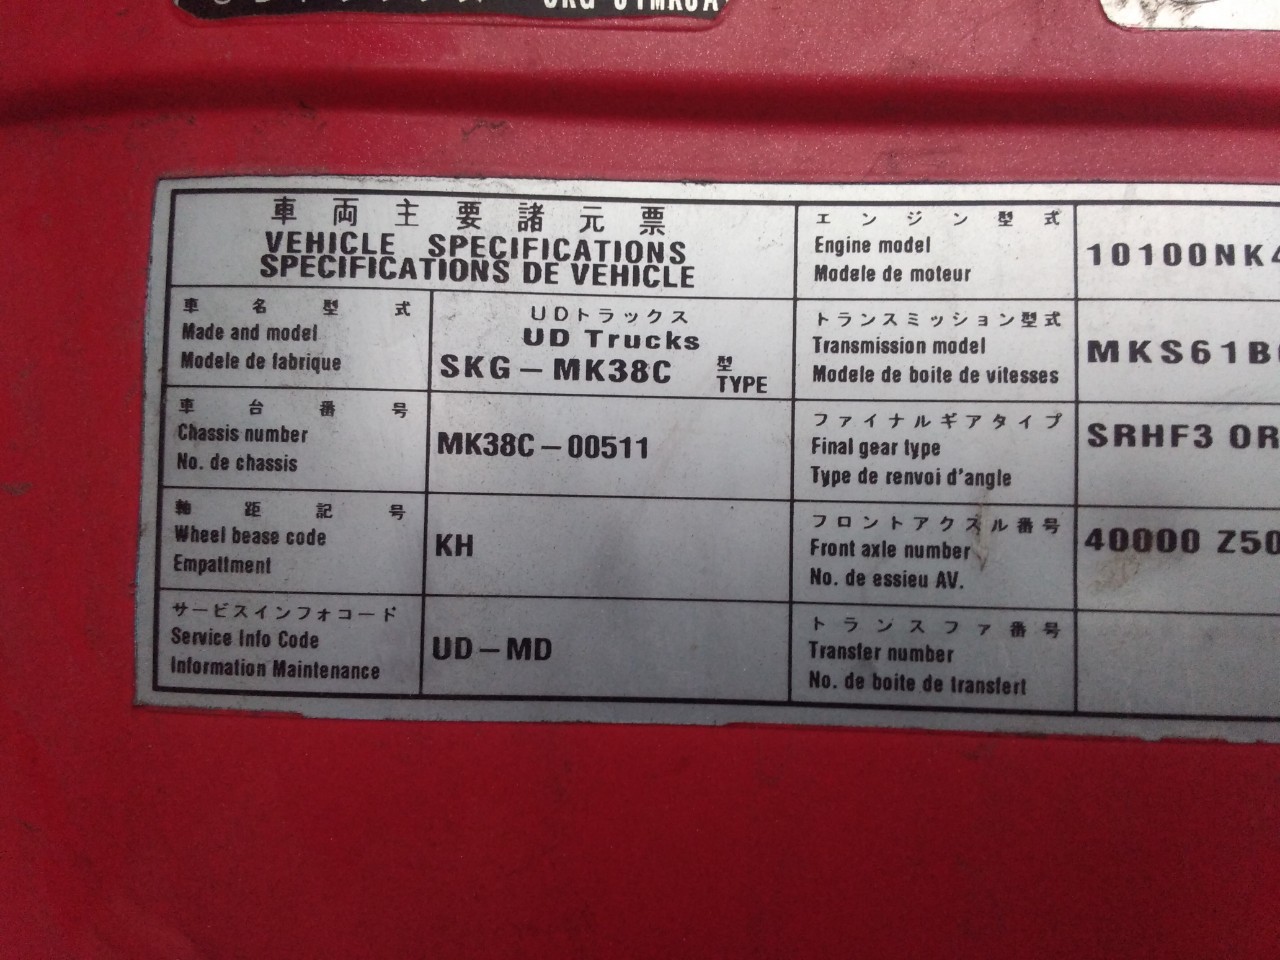 車両主要諸元票
VEHICLE SPECIFICATIONS
SPECIFICATIONS DE VEHICLE
車名型式
Made and model
Modele de fabrique
UDトラックス
UD Trucks
SKG－MK38C 型
TYPE
車台番号
Chassis number
No. de chassis
MK38C－00511
軸距記号
Wheel bease code
Empattment
KH
サービスインフォコード
Service Info Code
Information Maintenance
UD－MD
エンジン型式
Engine model
Modele de moteur
10100NK4
トランスミッション型式
Transmission model
Modele de boite de vitesses
MKS61B
ファイナルギアタイプ
Final gear type
Type de renvoi d'angle
SRHF3 0R
フロントアクスル番号
Front axle number
No. de essieu AV.
40000 Z50
トランスファ番号
Transfer number
No. de boite de transfert